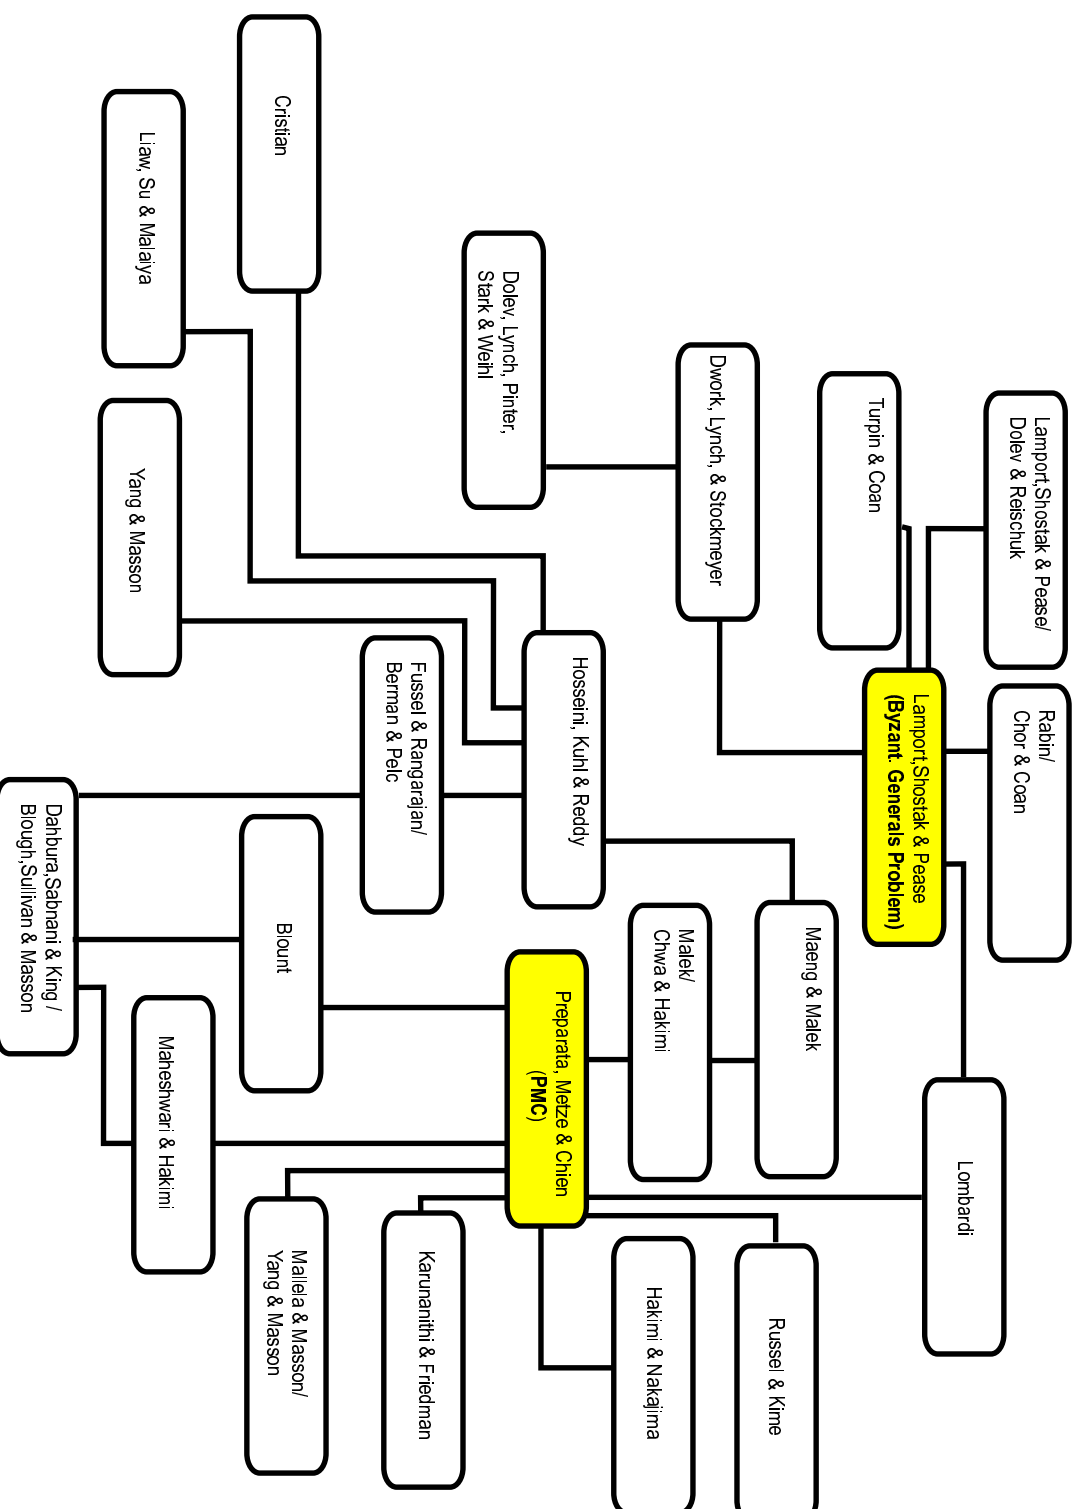 Lamport,Shostak & Pease/
Dolev & Reischuk
Rabin/
Chor & Coan
Lombardi
Turpin & Coan
Lamport,Shostak & Pease
(Byzant. Generals Problem)
Dwork, Lynch, & Stockmeyer
Maeng & Malek
Russel & Kime
Malek/
Chwa & Hakimi
Hakimi & Nakajima
Dolev, Lynch, Pinter,
Stark & Weihl
Hosseini, Kuhl & Reddy
Preparata, Metze & Chien
(PMC)
Fussel & Rangarajan/
Berman & Pelc
Karunanithi & Friedman
Cristian
Blount
Mallela & Masson/
Yang & Masson
Liaw, Su & Malaiya
Yang & Masson
Maheshwari & Hakimi
Dahbura,Sabnani & King /
Blough,Sullivan & Masson